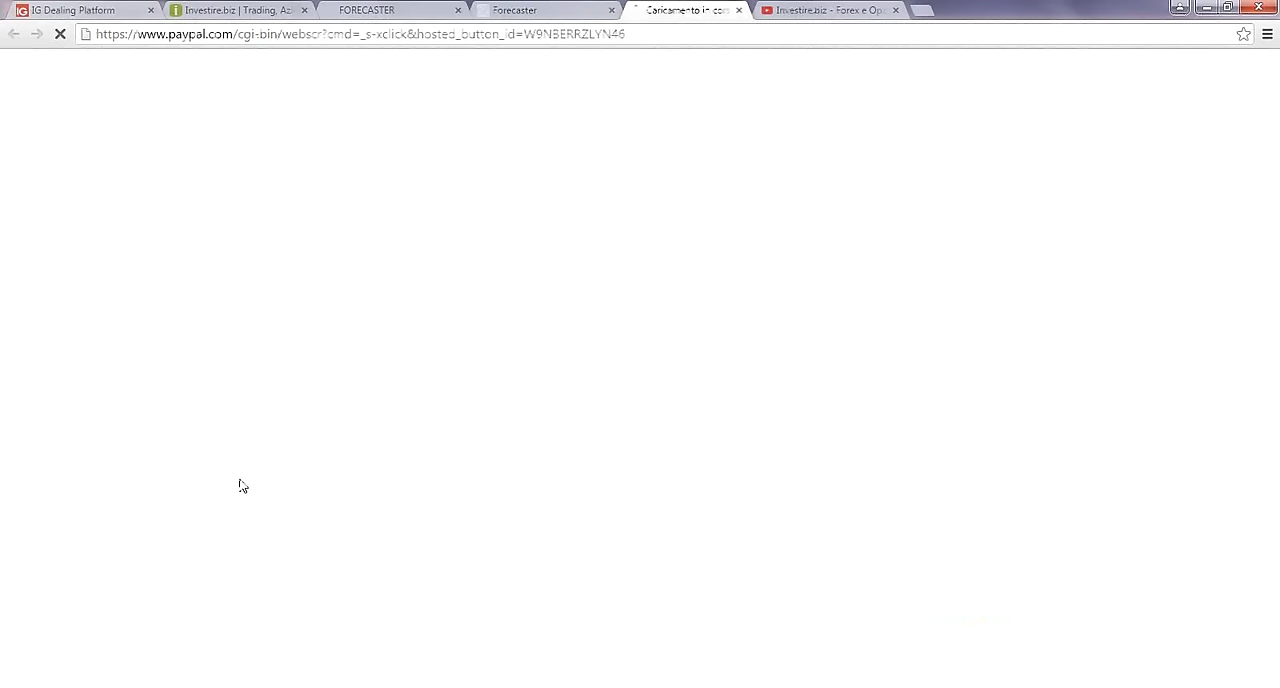 IG Dealing Platform
Investire.biz | Trading, Az
FORECASTER
Forecaster
Caricamento in cors
Investire.biz - Forex e Op
https://www.paypal.com/cgi-bin/webscr?cmd=_s-xclick&hosted_button_id=W9NBERRZLYN46